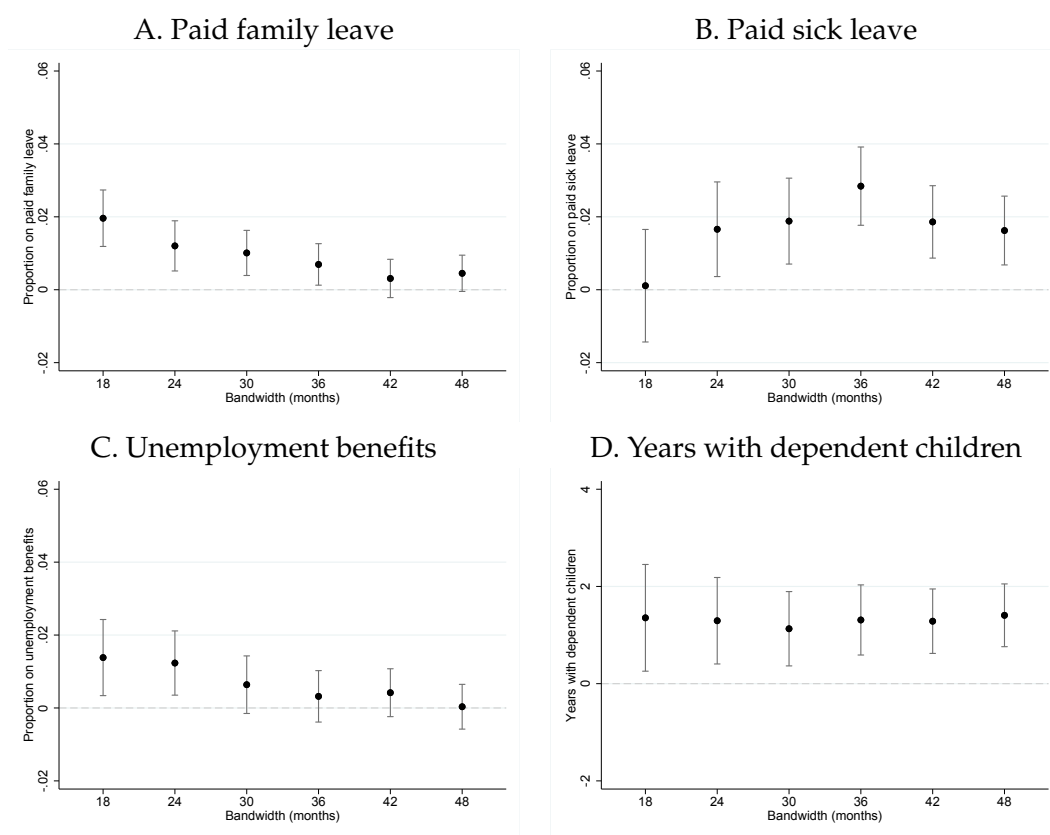 A. Paid family leave
Proportion on paid family leave
.06
.04
.02
0
-.02
18 24 30 36 42 48
Bandwidth (months)
B. Paid sick leave
Proportion on paid sick leave
.06
.04
.02
0
-.02
18 24 30 36 42 48
Bandwidth (months)
C. Unemployment benefits
Proportion on unemployment benefits
.06
.04
.02
0
-.02
18 24 30 36 42 48
Bandwidth (months)
D. Years with dependent children
Years with dependent children
4
2
0
-2
18 24 30 36 42 48
Bandwidth (months)